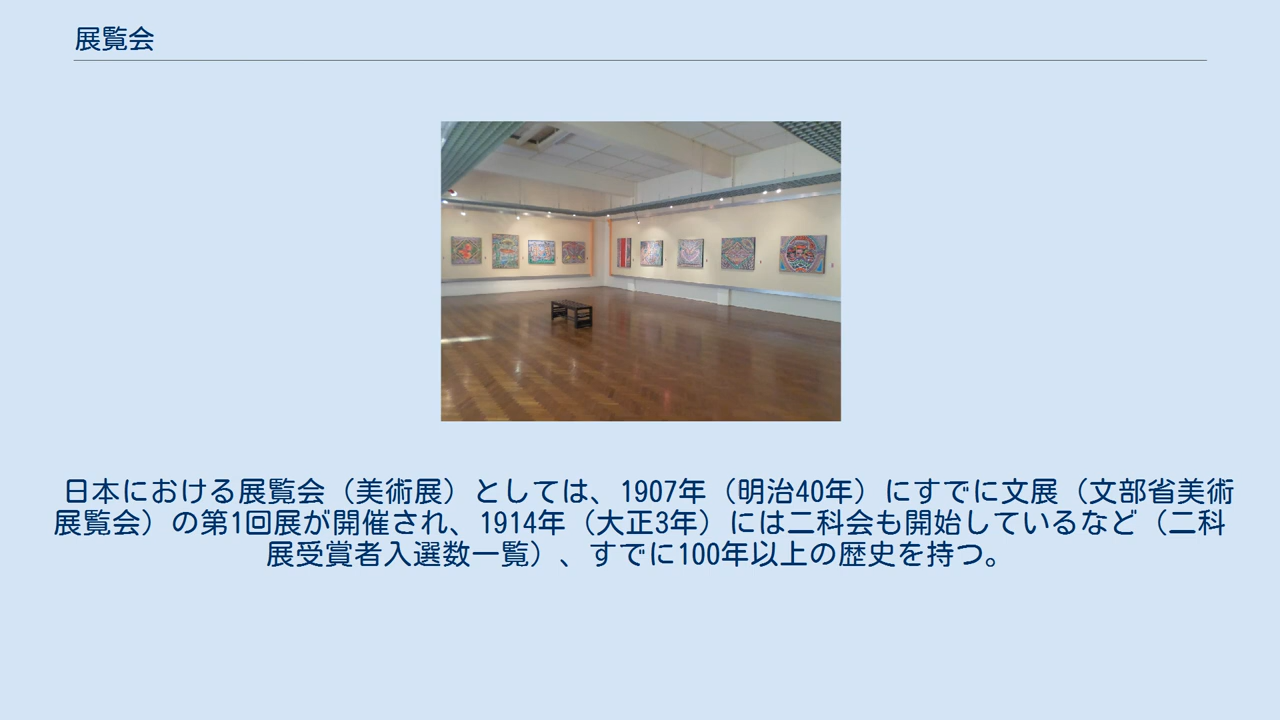 展覧会
日本における展覧会（美術展）としては、1907年（明治40年）にすでに文展（文部省美術
展覧会）の第1回展が開催され、1914年（大正3年）には二科会も開始しているなど（二科
展受賞者入選数一覧）、すでに100年以上の歴史を持つ。